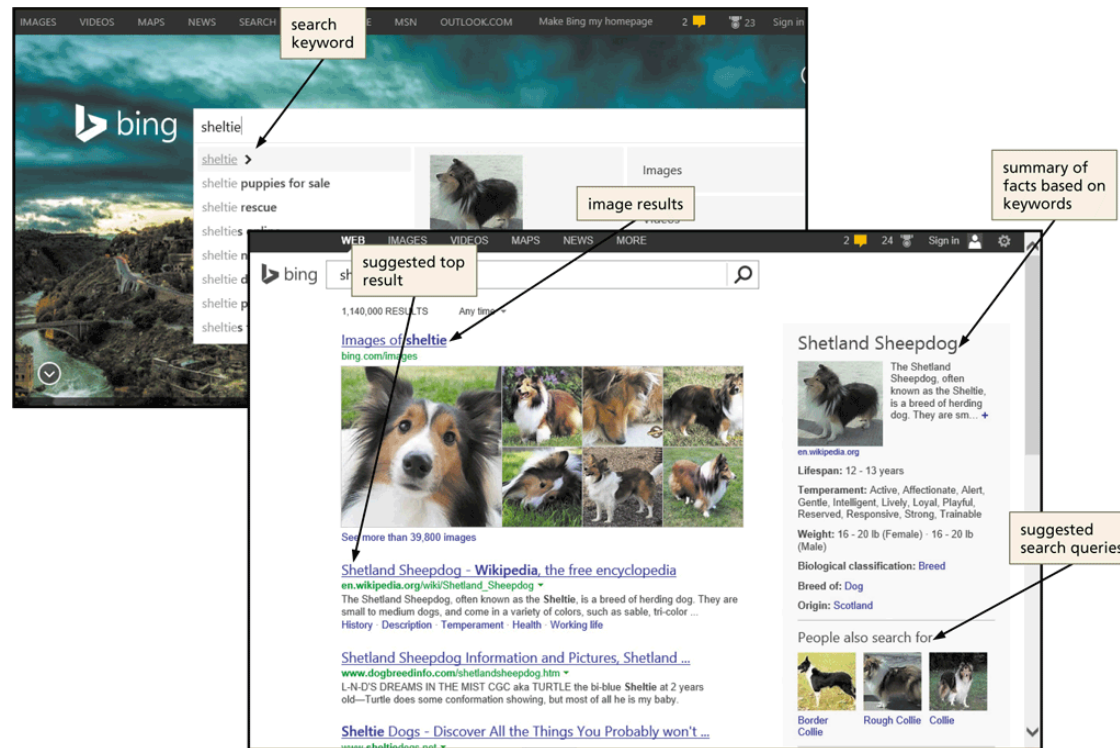 IMAGES VIDEOS MAPS NEWS SEARCH E MSN OUTLOOK.COM Make Bing my homepage 2 23 Sign in
search
keyword
bing
sheltie
sheltie >
sheltie puppies for sale
sheltie rescue
shelties
sheltie n
sheltie d
sheltie p
shelties
Images
Videos
image results
summary of
facts based on
keywords
WEB IMAGES VIDEOS MAPS NEWS MORE 2 24 Sign in
suggested top
result
bing
sh
1,140,000 RESULTS Any time
Images of sheltie
bing.com/images
See more than 39,800 images
Shetland Sheepdog - Wikipedia, the free encyclopedia
en.wikipedia.org/wiki/Shetland_Sheepdog
The Shetland Sheepdog, often known as the Sheltie, is a breed of herding dog. They are
small to medium dogs, and come in a variety of colors, such as sable, tri-color ...
History · Description · Temperament · Health · Working life
Shetland Sheepdog Information and Pictures, Shetland ...
www.dogbreedinfo.com/shetlandsheepdog.htm
L-N-D'S DREAMS IN THE MIST CGC aka TURTLE the bi-blue Sheltie at 2 years
old—Turtle does some conformation showing, but most of all he is my baby.
Sheltie Dogs - Discover All the Things You Probably won't ...
www.sheltiedogs.net
Shetland Sheepdog
The Shetland
Sheepdog, often
known as the Sheltie,
is a breed of herding
dog. They are sm... +
en.wikipedia.org
Lifespan: 12 - 13 years
Temperament: Active, Affectionate, Alert,
Gentle, Intelligent, Lively, Loyal, Playful,
Reserved, Responsive, Strong, Trainable
Weight: 16 - 20 lb (Female) · 16 - 20 lb
(Male)
Biological classification: Breed
Breed of: Dog
Origin: Scotland
suggested
search queries
People also search for
Border
Collie
Rough Collie
Collie